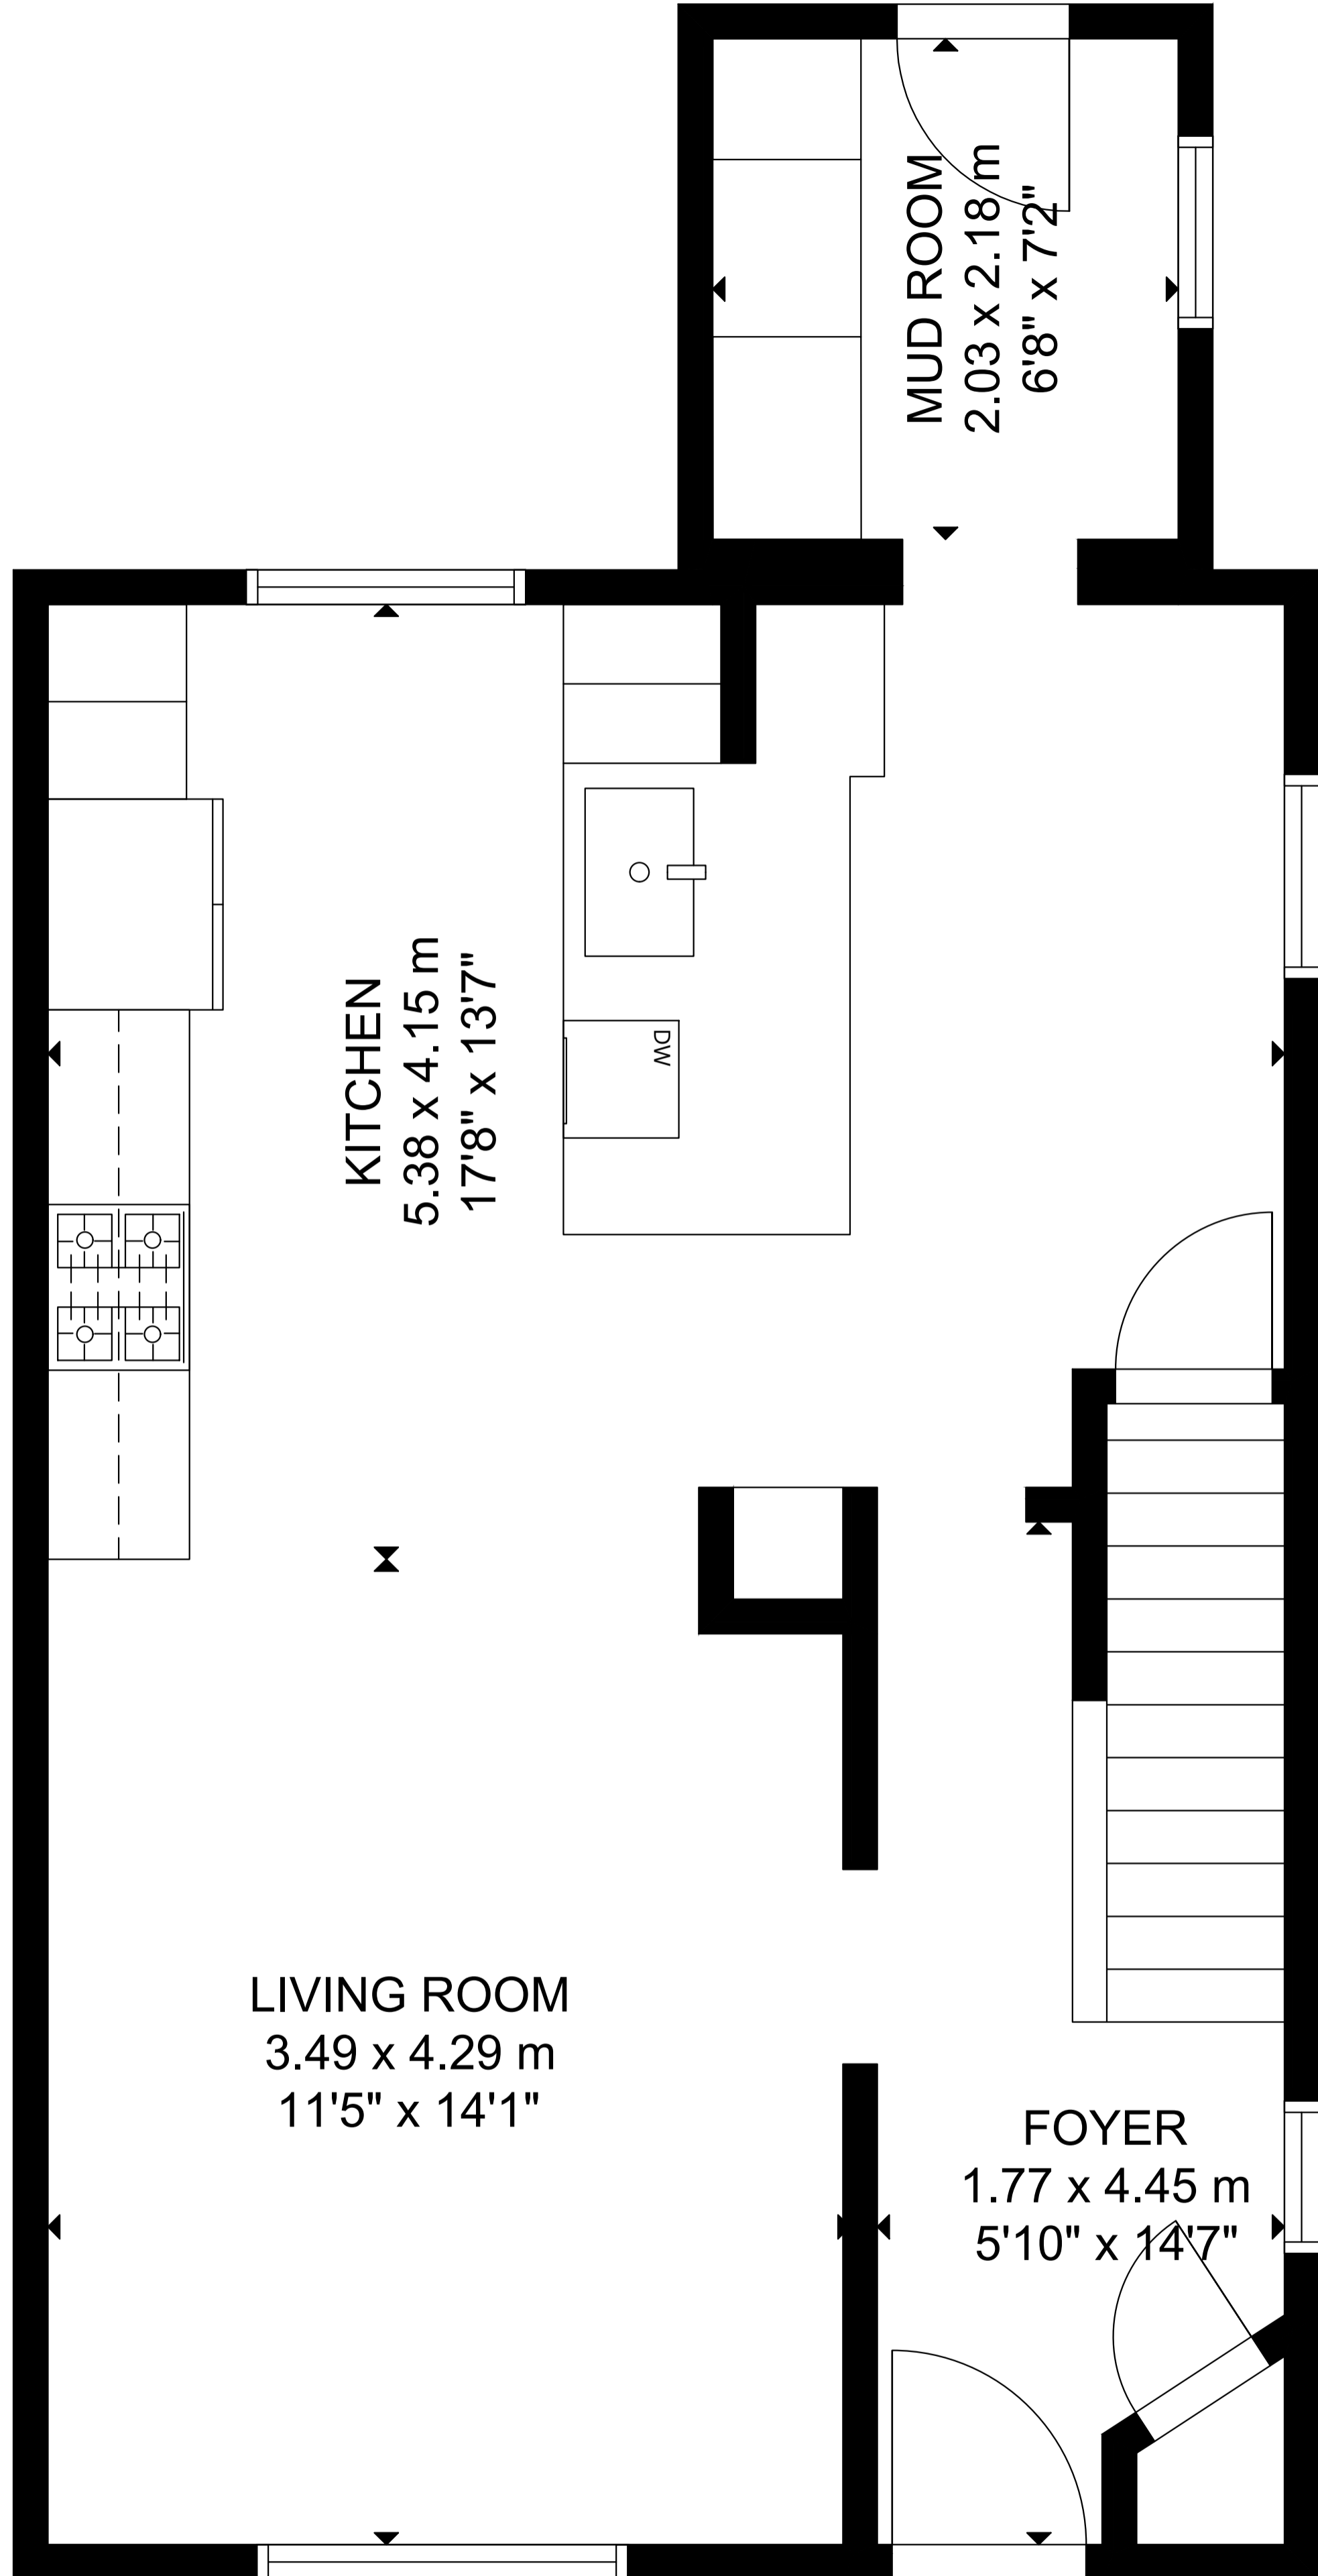 MUD ROOM
2.03 x 2.18 m
6'8" x 7'2"
KITCHEN
5.38 x 4.15 m
17'8" x 13'7"
DW
LIVING ROOM
3.49 x 4.29 m
11'5" x 14'1"
FOYER
1.77 x 4.45 m
5'10" x 14'7"